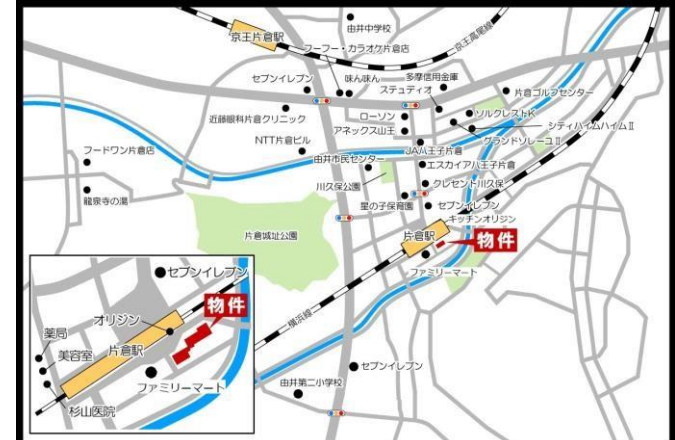 由井中学校
京王片倉駅
京王高尾線
フーフー・カラオケ片倉店
セブンイレブン
味ん味ん
多摩信用金庫
ステュディオ
片倉ゴルフセンター
近藤眼科片倉クリニック
ローソン
ソルクレストK
アネックス山王
シティハイムハイムⅡ
グランドソレーユⅡ
NTT片倉ビル
JA八王子片倉
フードワン片倉店
由井市民センター
エスカイア八王子片倉
川久保公園
クレセント川久保
龍泉寺の湯
星の子保育園
セブンイレブン
キッチンオリジン
片倉城址公園
片倉駅
物件
ファミリーマート
横浜線
セブンイレブン
由井第二小学校
セブンイレブン
物件
オリジン
薬局
片倉駅
美容室
ファミリーマート
杉山医院